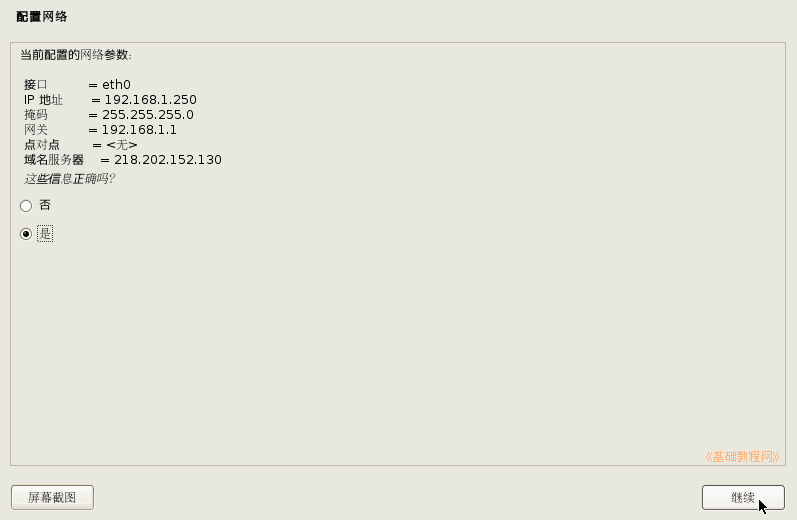 配置网络
当前配置的网络参数:
接口 = eth0
IP 地址 = 192.168.1.250
掩码 = 255.255.255.0
网关 = 192.168.1.1
点对点 = <无>
域名服务器 = 218.202.152.130
这些信息正确吗?
否
是
《基础教程网》
屏幕截图
继续